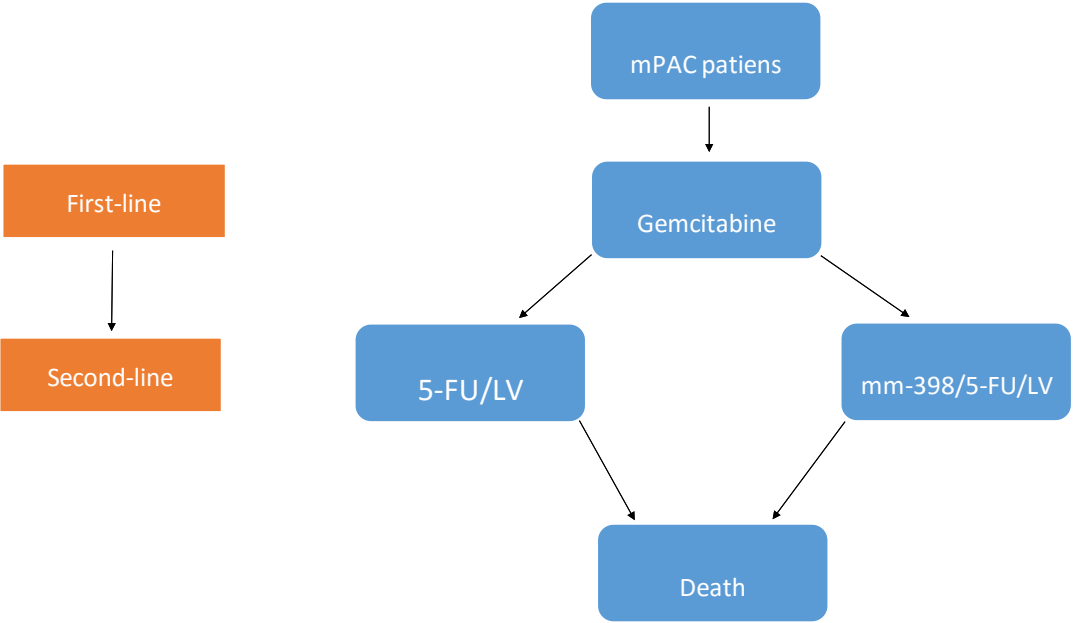 mPAC patiens
First-line
Gemcitabine
Second-line
5-FU/LV
mm-398/5-FU/LV
Death